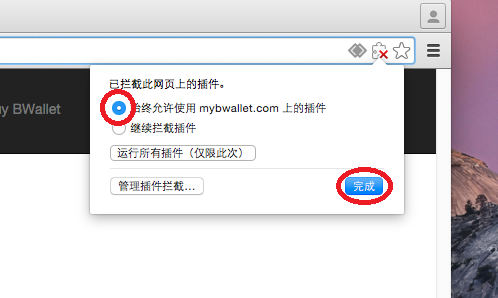 已拦截此网页上的插件。
y BWallet
始终允许使用 mybwallet.com 上的插件
继续拦截插件
运行所有插件（仅限此次）
管理插件拦截...
完成